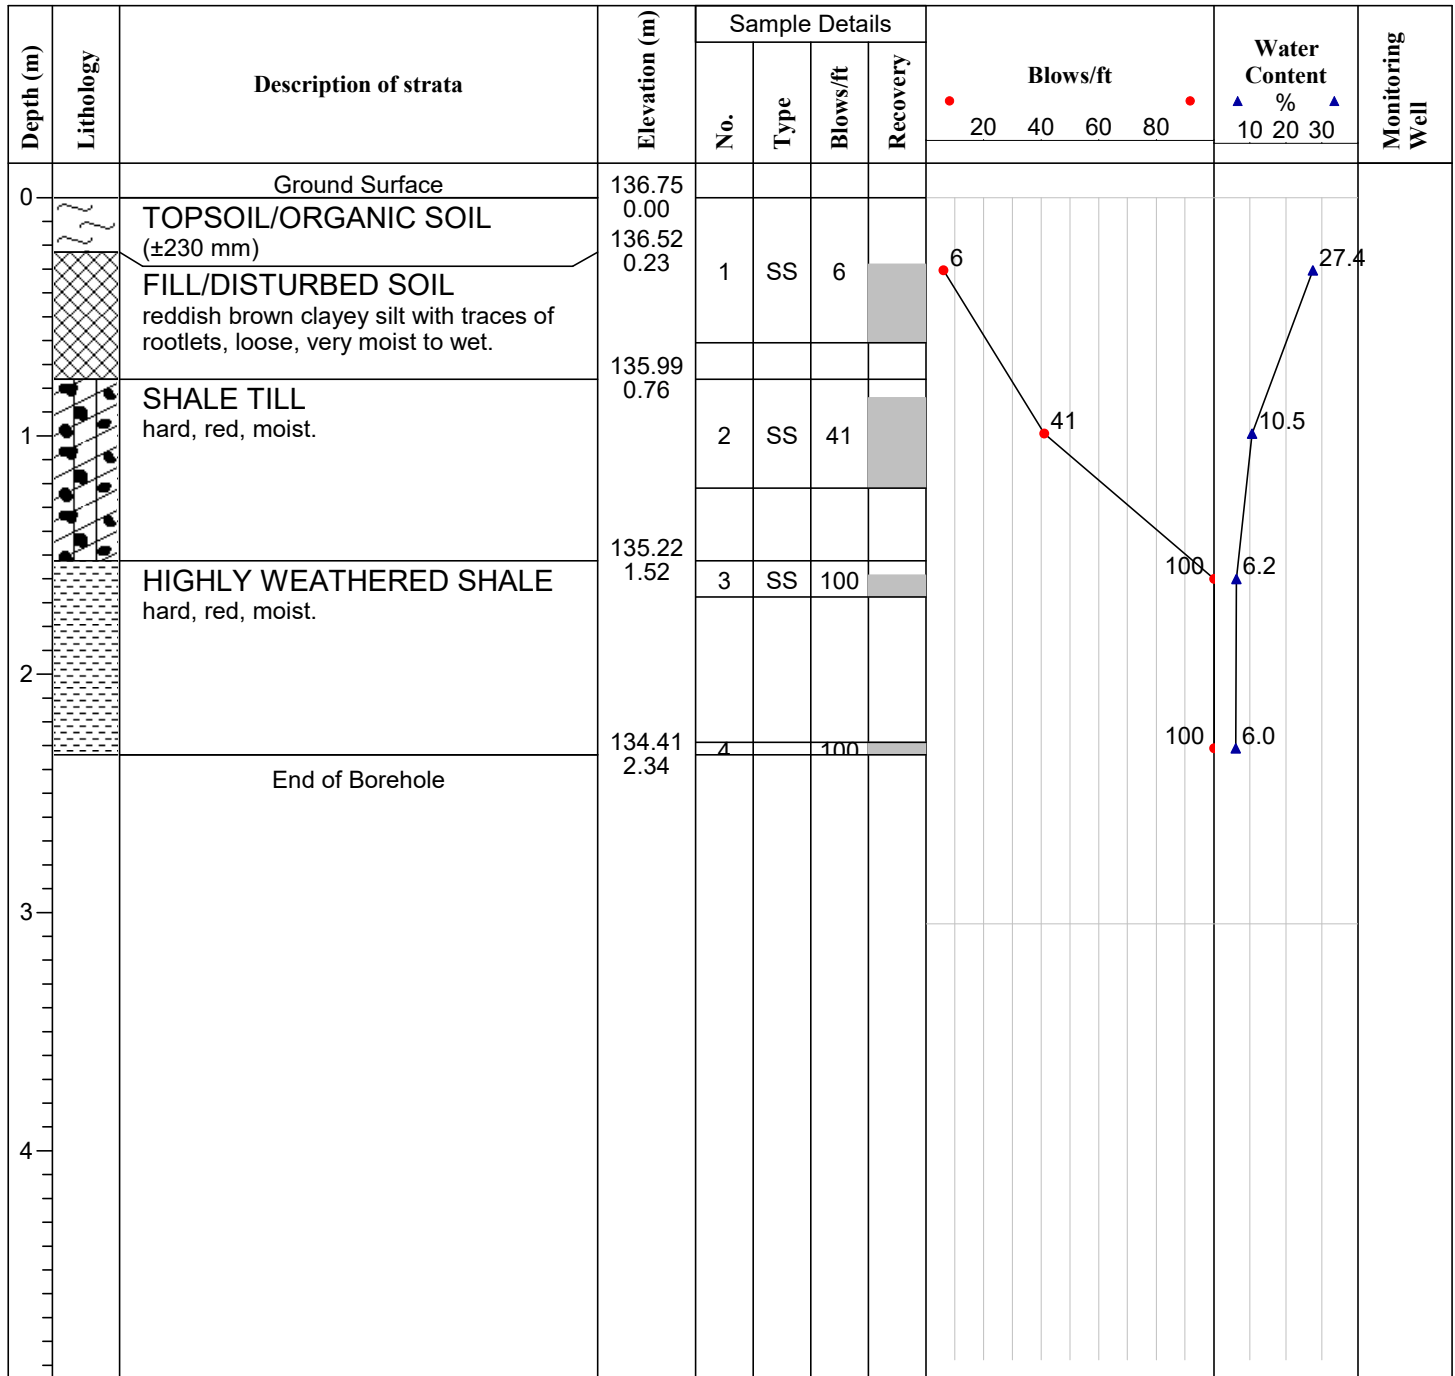 Depth (m)
Lithology
Description of strata
Elevation (m)
Sample Details
No.
Type
Blows/ft
Recovery
Blows/ft
20 40 60 80
Water
Content
%
10 20 30
Monitoring
Well
Ground Surface
136.75
0.00
0
TOPSOIL/ORGANIC SOIL
(±230 mm)
136.52
0.23
FILL/DISTURBED SOIL
reddish brown clayey silt with traces of
rootlets, loose, very moist to wet.
1 SS 6
6
27.4
135.99
0.76
SHALE TILL
hard, red, moist.
1
2 SS 41
41
10.5
135.22
1.52
HIGHLY WEATHERED SHALE
hard, red, moist.
3 SS 100
100
6.2
2
134.41
2.34
4 100
100
6.0
End of Borehole
3
4